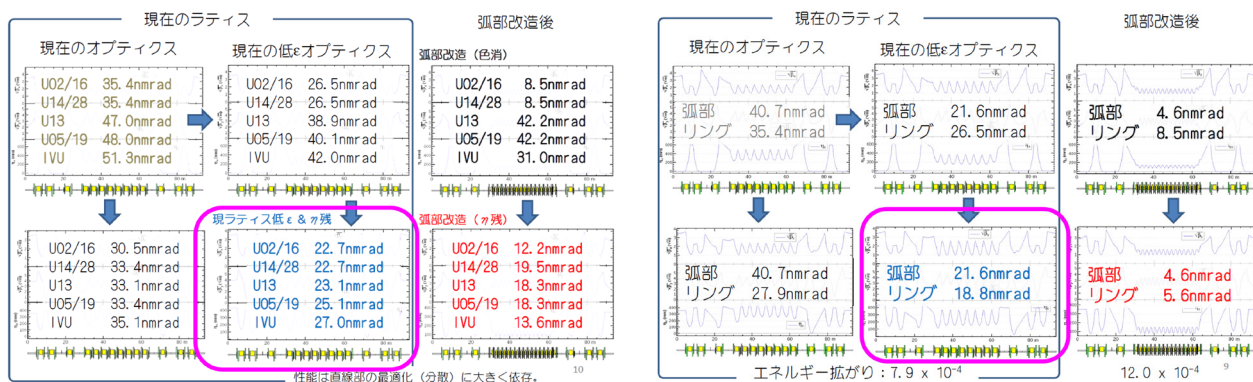 現在のラティス
弧部改造後
現在のオプティクス
現在の低εオプティクス
弧部改造（色消）
U02/16 35.4nmrad
U14/28 35.4nmrad
U13 47.0nmrad
U05/19 48.0nmrad
IVU 51.3nmrad
U02/16 26.5nmrad
U14/28 26.5nmrad
U13 38.9nmrad
U05/19 40.1nmrad
IVU 42.0nmrad
U02/16 8.5nmrad
U14/28 8.5nmrad
U13 42.2nmrad
U05/19 42.2nmrad
IVU 31.0nmrad
現ラティス低ε＆η残
弧部改造（η残）
U02/16 30.5nmrad
U14/28 33.4nmrad
U13 33.1nmrad
U05/19 33.4nmrad
IVU 35.1nmrad
U02/16 22.7nmrad
U14/28 22.7nmrad
U13 23.1nmrad
U05/19 25.1nmrad
IVU 27.0nmrad
U02/16 12.2nmrad
U14/28 19.5nmrad
U13 18.3nmrad
U05/19 18.3nmrad
IVU 13.6nmrad
性能は直線部の最適化（分散）に大きく依存。
10
現在のラティス
弧部改造後
現在のオプティクス
現在の低εオプティクス
弧部 40.7nmrad
リング 35.4nmrad
弧部 21.6nmrad
リング 26.5nmrad
弧部 4.6nmrad
リング 8.5nmrad
弧部 40.7nmrad
リング 27.9nmrad
弧部 21.6nmrad
リング 18.8nmrad
弧部 4.6nmrad
リング 5.6nmrad
エネルギー拡がり：7.9 x 10⁻⁴
12.0 x 10⁻⁴
9